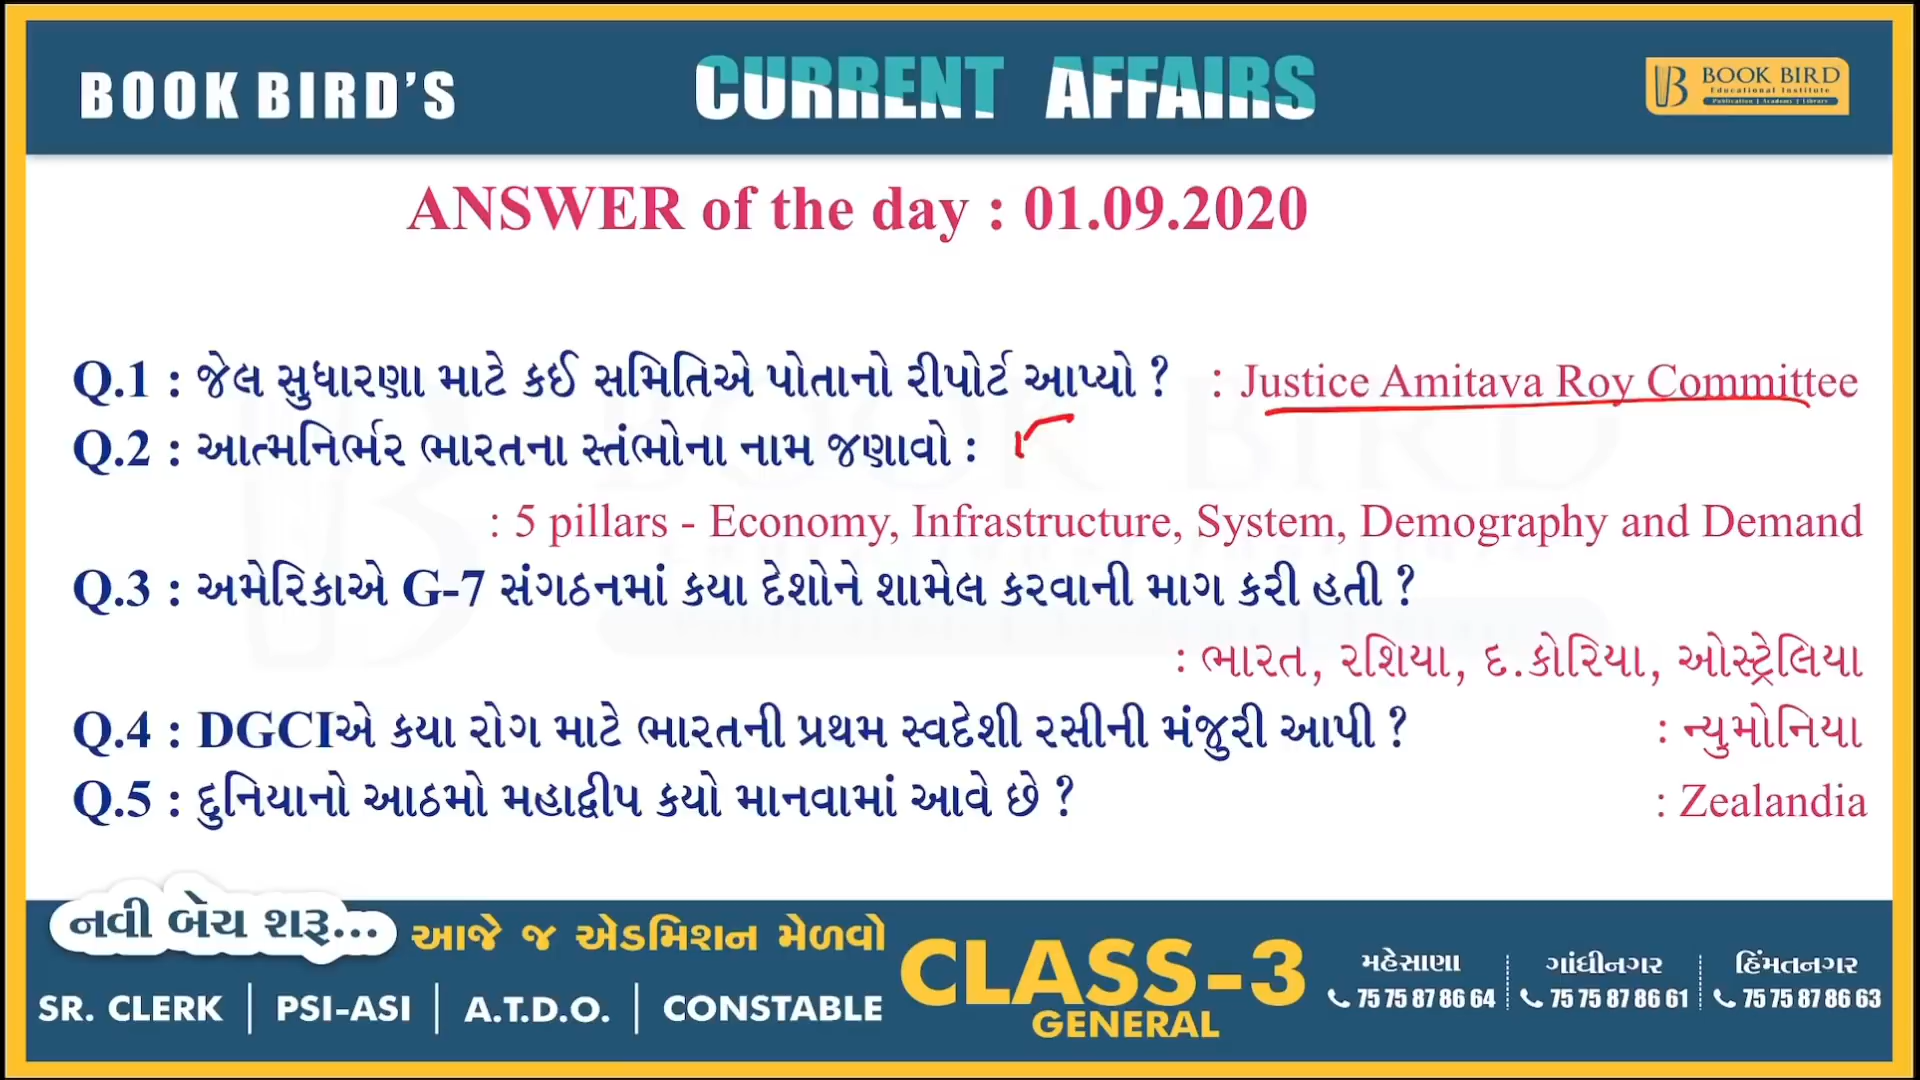 BOOK BIRD'S
CURRENT AFFAIRS
BOOK BIRD
Educational Institute
Publication | Academy | Library
ANSWER of the day : 01.09.2020
Q.1 : જેલ સુધારણા માટે કઈ સમિતિએ પોતાનો રીપોર્ટ આપ્યો ? : Justice Amitava Roy Committee
Q.2 : આત્મનિર્ભર ભારતના સ્તંભોના નામ જણાવો :
: 5 pillars - Economy, Infrastructure, System, Demography and Demand
Q.3 : અમેરિકાએ G-7 સંગઠનમાં કયા દેશોને શામેલ કરવાની માગ કરી હતી ?
: ભારત, રશિયા, દ.કોરિયા, ઓસ્ટ્રેલિયા
Q.4 : DGCIએ કયા રોગ માટે ભારતની પ્રથમ સ્વદેશી રસીની મંજુરી આપી ? : ન્યુમોનિયા
Q.5 : દુનિયાનો આઠમો મહાદ્વીપ કયો માનવામાં આવે છે ? : Zealandia
નવી બેચ શરૂ... આજે જ એડમિશન મેળવો
SR. CLERK | PSI-ASI | A.T.D.O. | CONSTABLE
CLASS-3
GENERAL
મહેસાણા
75 75 87 86 64
ગાંધીનગર
75 75 87 86 61
હિંમતનગર
75 75 87 86 63